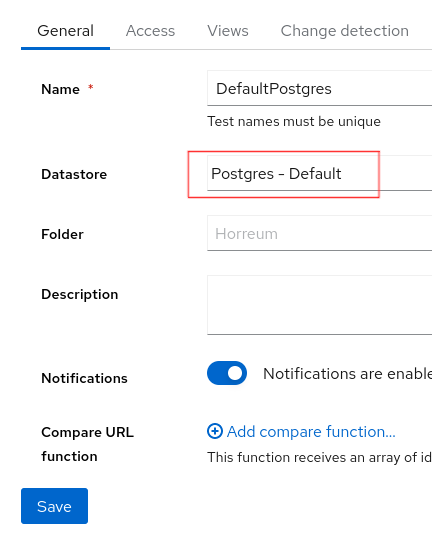 General Access Views Change detection
Name *
DefaultPostgres
Test names must be unique
Datastore
Postgres - Default
Folder
Horreum
Description
Notifications
Notifications are enable
Compare URL
function
Add compare function...
This function receives an array of id
Save